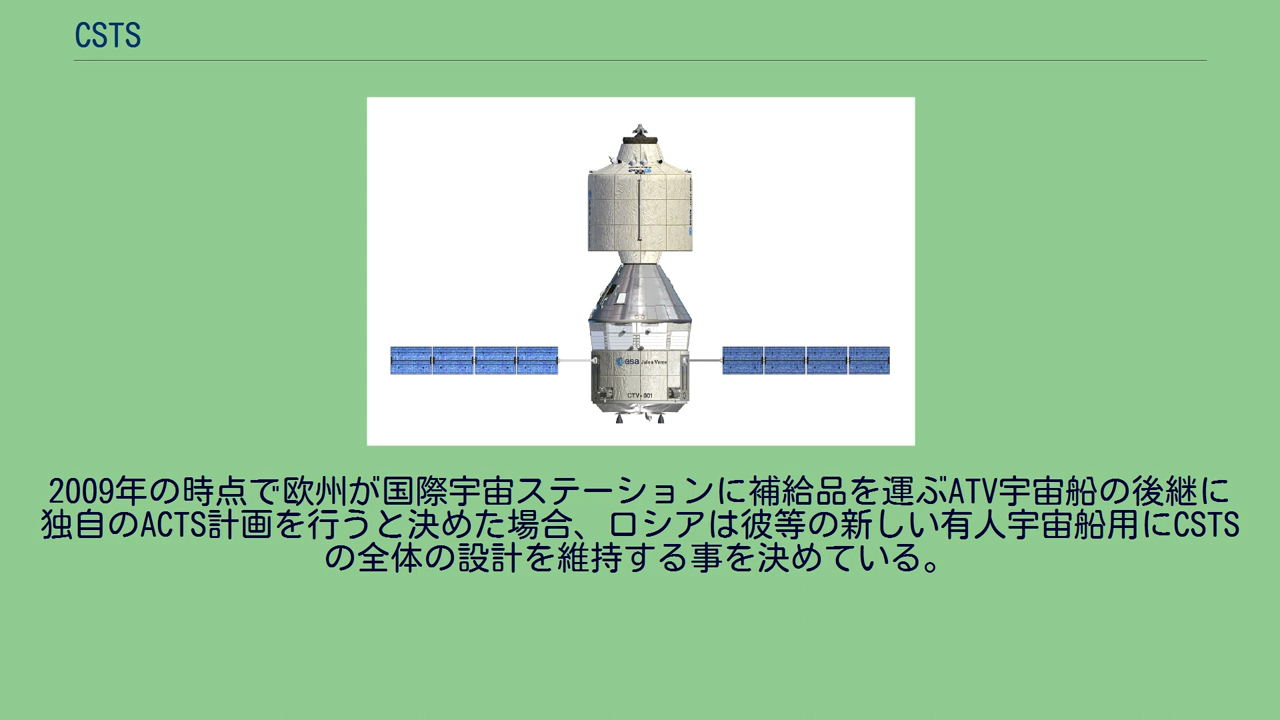 CSTS
esa Jules Verne
CTV-001
2009年の時点で欧州が国際宇宙ステーションに補給品を運ぶATV宇宙船の後継に
独自のACTS計画を行うと決めた場合、ロシアは彼等の新しい有人宇宙船用にCSTS
の全体の設計を維持する事を決めている。